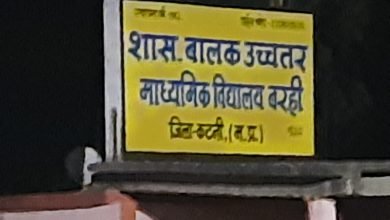 शास. बालक उच्चतर
माध्यमिक विद्यालय बरही
जिला-कटनी, (म.प्र.)